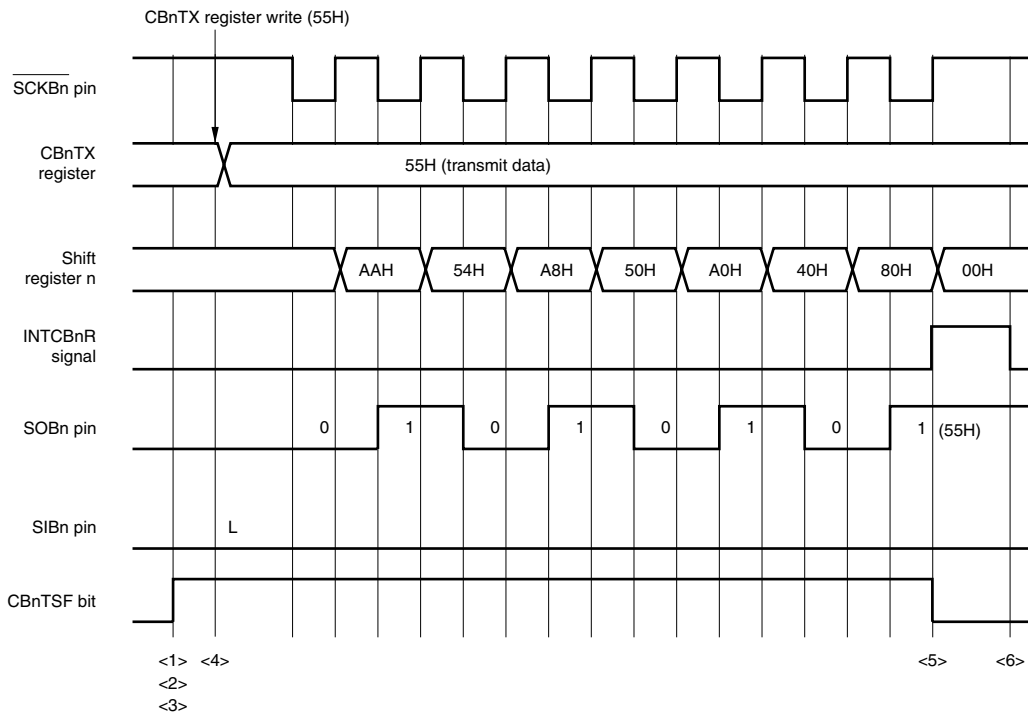 CBnTX register write (55H)
SCKBn pin
CBnTX
register
55H (transmit data)
Shift
register n
AAH 54H A8H 50H A0H 40H 80H 00H
INTCBnR
signal
SOBn pin
0 1 0 1 0 1 0 1 (55H)
SIBn pin
L
CBnTSF bit
<1> <4> <5> <6>
<2>
<3>